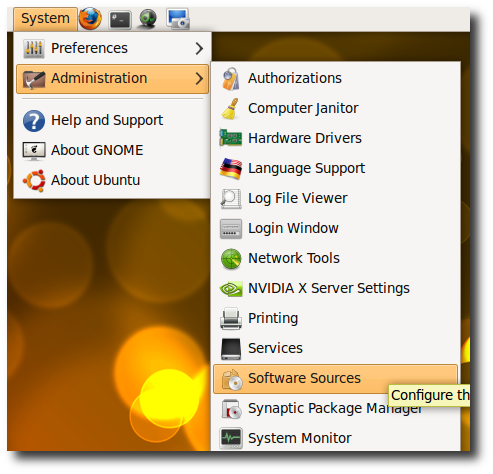 System
Preferences
Administration
Help and Support
About GNOME
About Ubuntu
Authorizations
Computer Janitor
Hardware Drivers
Language Support
Log File Viewer
Login Window
Network Tools
NVIDIA X Server Settings
Printing
Services
Software Sources
Configure th
Synaptic Package Manager
System Monitor